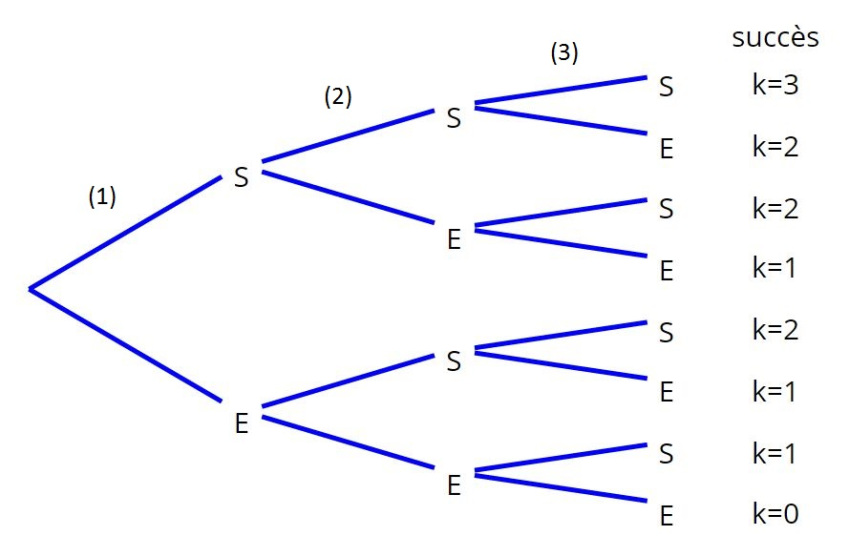 succès
(3)
S k=3
(2)
S
E k=2
(1)
S
S k=2
E
E k=1
S k=2
S
E k=1
E
S k=1
E
E k=0